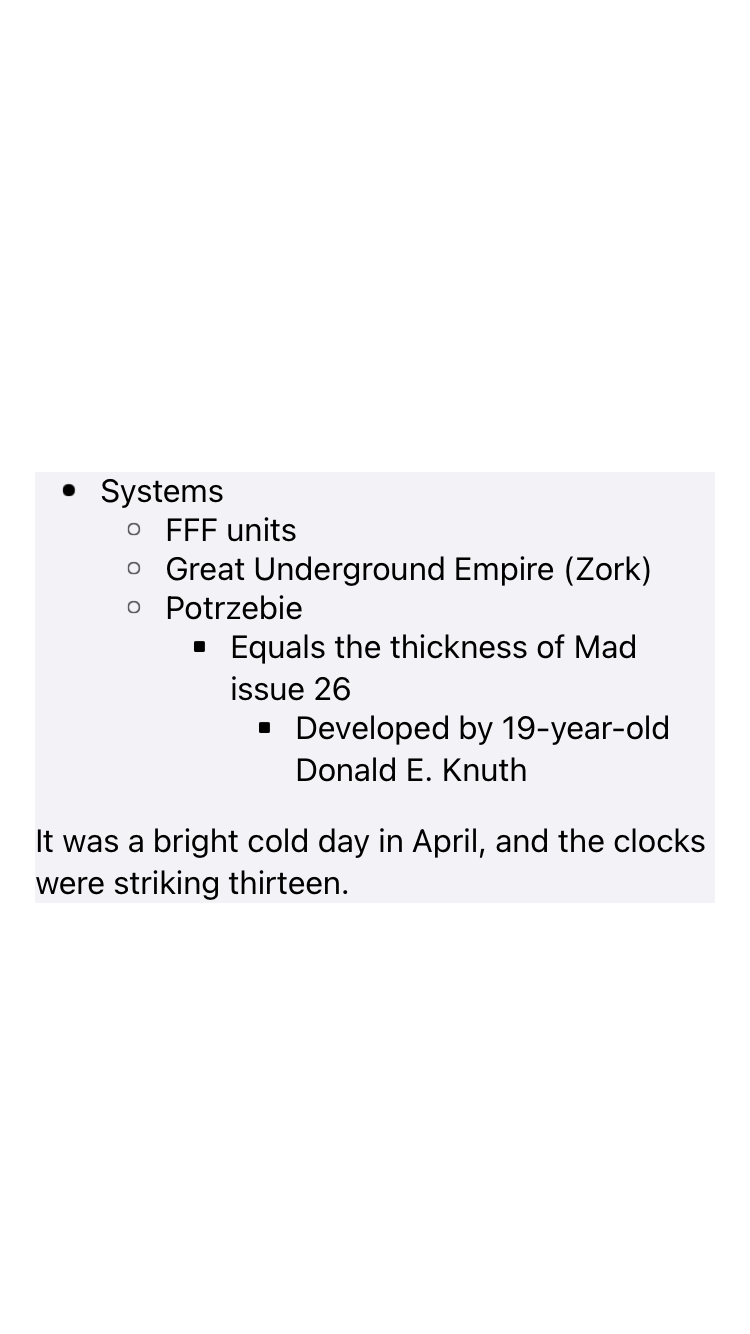 • Systems
◦ FFF units
◦ Great Underground Empire (Zork)
◦ Potrzebie
▪ Equals the thickness of Mad
issue 26
▪ Developed by 19-year-old
Donald E. Knuth
It was a bright cold day in April, and the clocks
were striking thirteen.